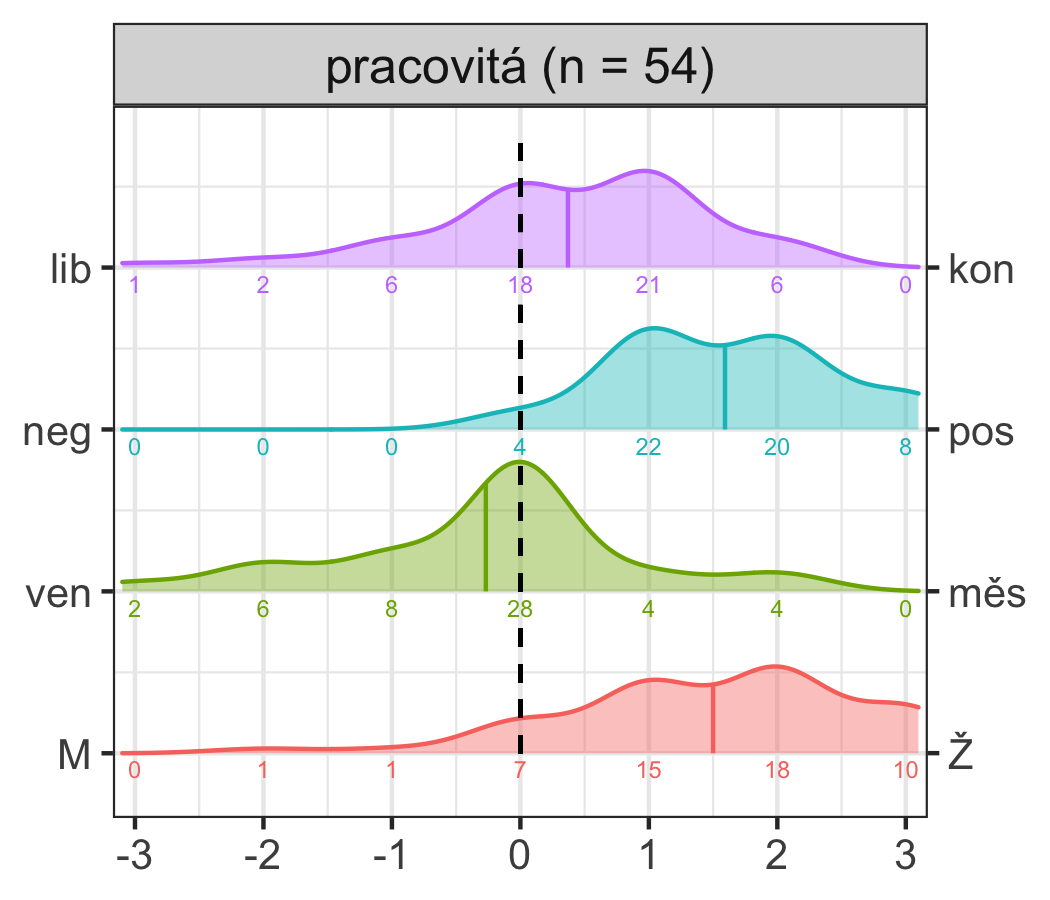 pracovitá (n = 54)
lib kon
1 2 6 18 21 6 0
neg pos
0 0 0 4 22 20 8
ven měs
2 6 8 28 4 4 0
M Ž
0 1 1 7 15 18 10
-3 -2 -1 0 1 2 3